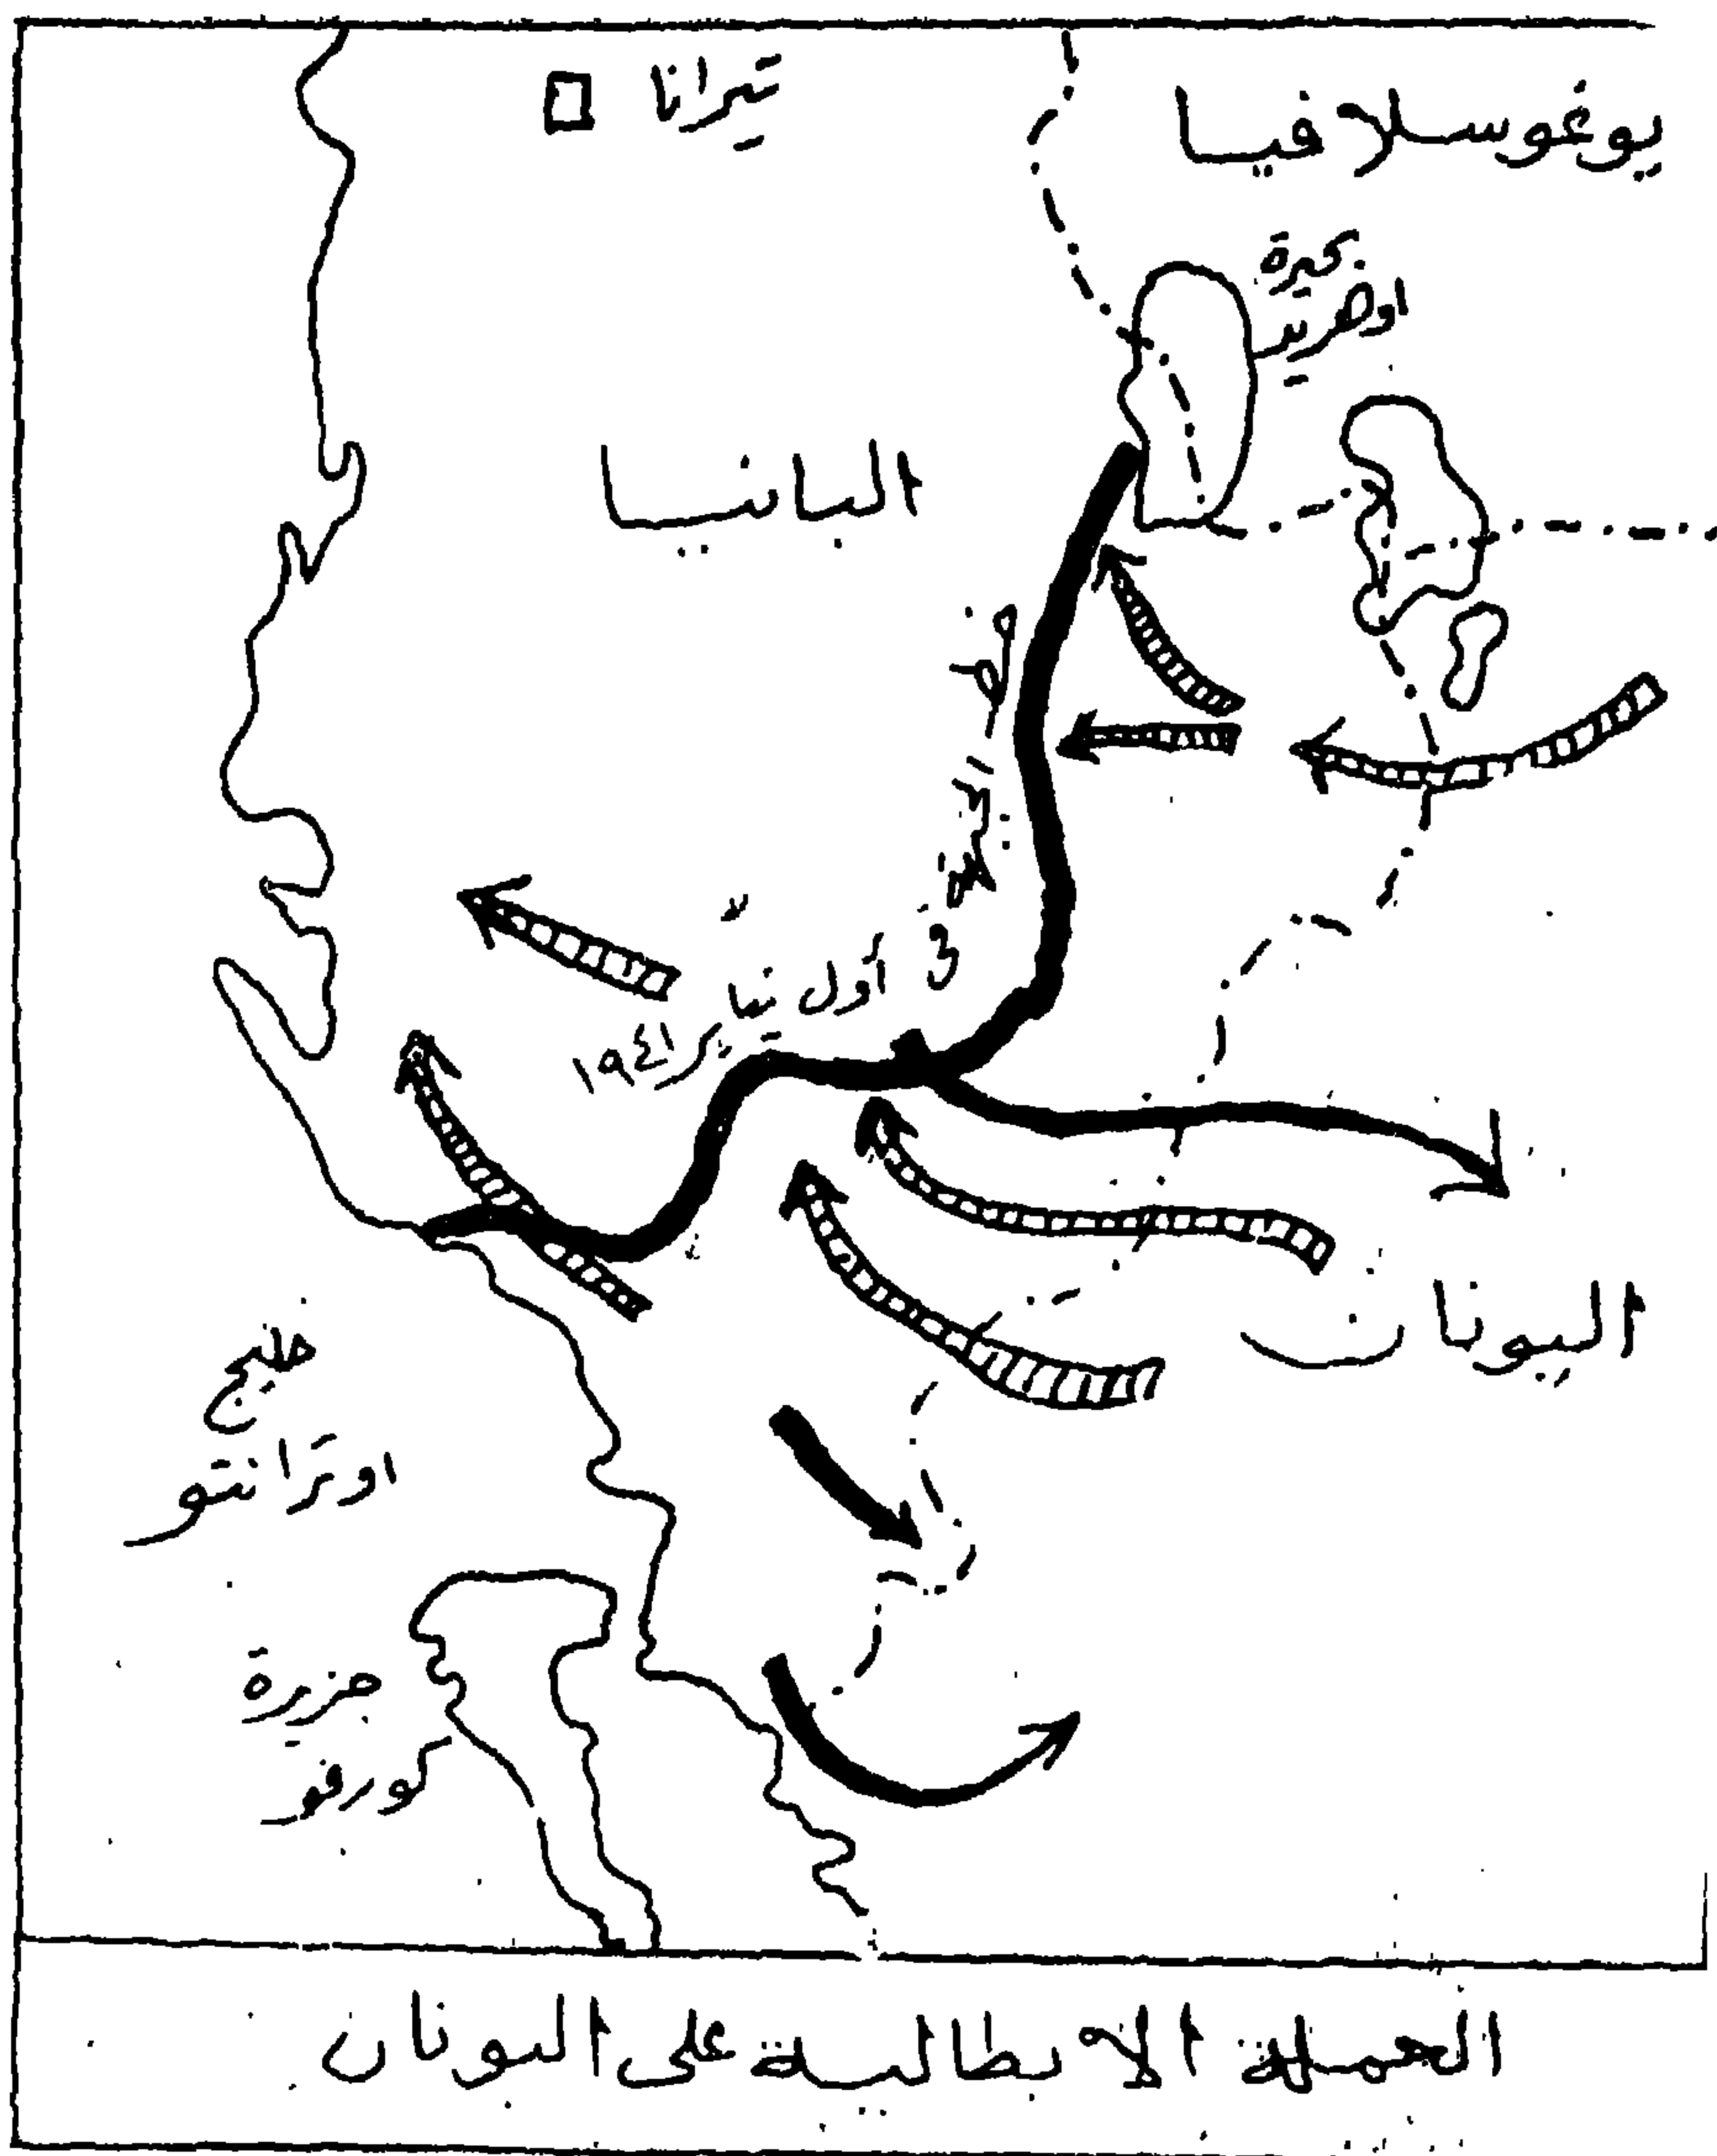 تيرانا
يوغوسلافيا
بحيرة
اوخريد
البانيا
خط الجبهة في أول يناير ١٩٤١
اليونان
خليج
اوترانتو
جزيرة
كورفو
الحملة الايطالية على اليونان